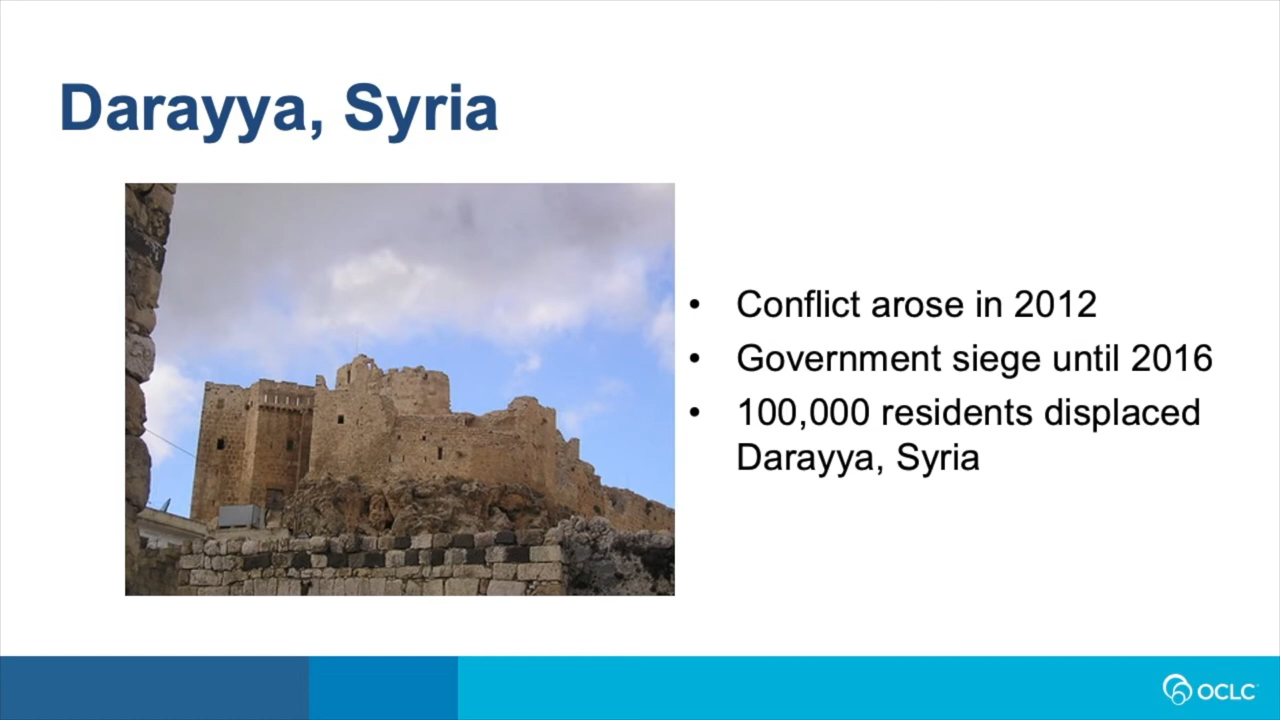 Darayya, Syria
• Conflict arose in 2012
• Government siege until 2016
• 100,000 residents displaced
Darayya, Syria
OCLC